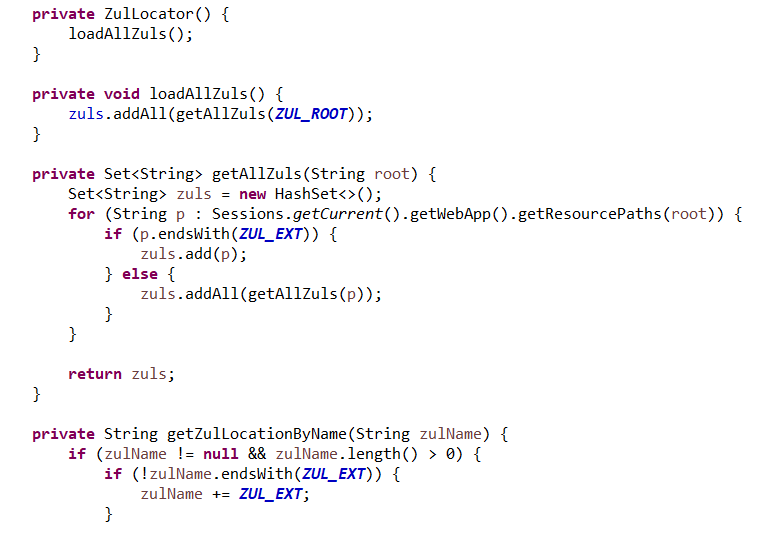 private ZulLocator() {
    loadAllZuls();
}

private void loadAllZuls() {
    zuls.addAll(getAllZuls(ZUL_ROOT));
}

private Set<String> getAllZuls(String root) {
    Set<String> zuls = new HashSet<>();
    for (String p : Sessions.getCurrent().getWebApp().getResourcePaths(root)) {
        if (p.endsWith(ZUL_EXT)) {
            zuls.add(p);
        } else {
            zuls.addAll(getAllZuls(p));
        }
    }

    return zuls;
}

private String getZulLocationByName(String zulName) {
    if (zulName != null && zulName.length() > 0) {
        if (!zulName.endsWith(ZUL_EXT)) {
            zulName += ZUL_EXT;
        }